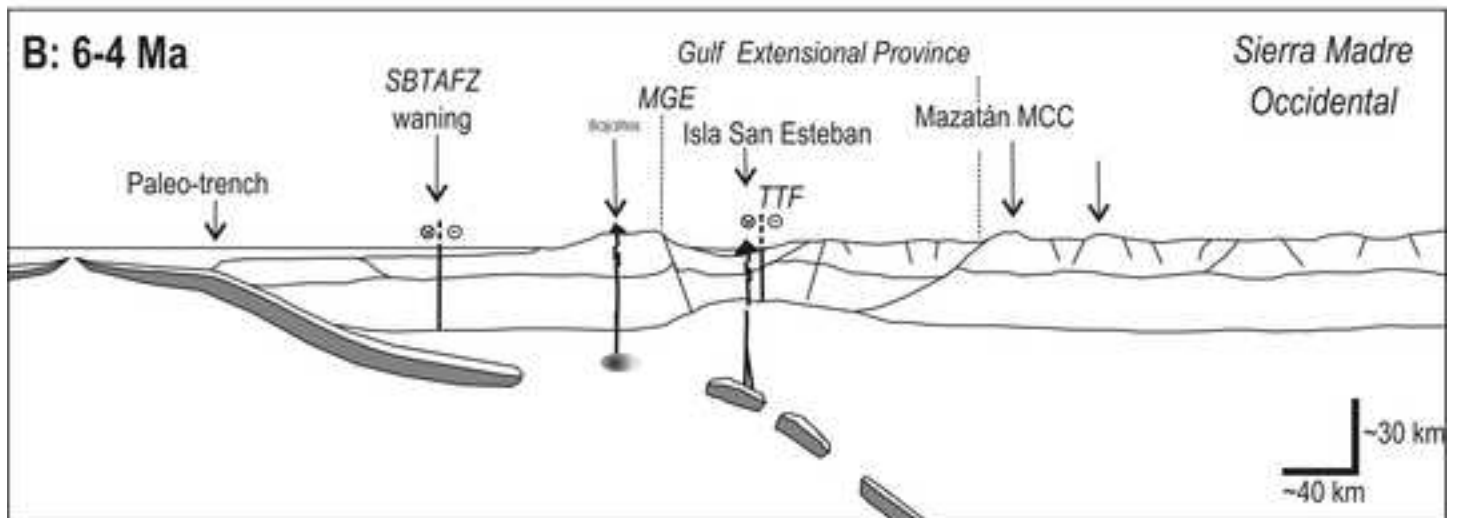 B: 6-4 Ma
SBTAFZ
waning
Paleo-trench
MGE
Gulf Extensional Province
Isla San Esteban
TTF
Mazatán MCC
Sierra Madre
Occidental
~30 km
~40 km